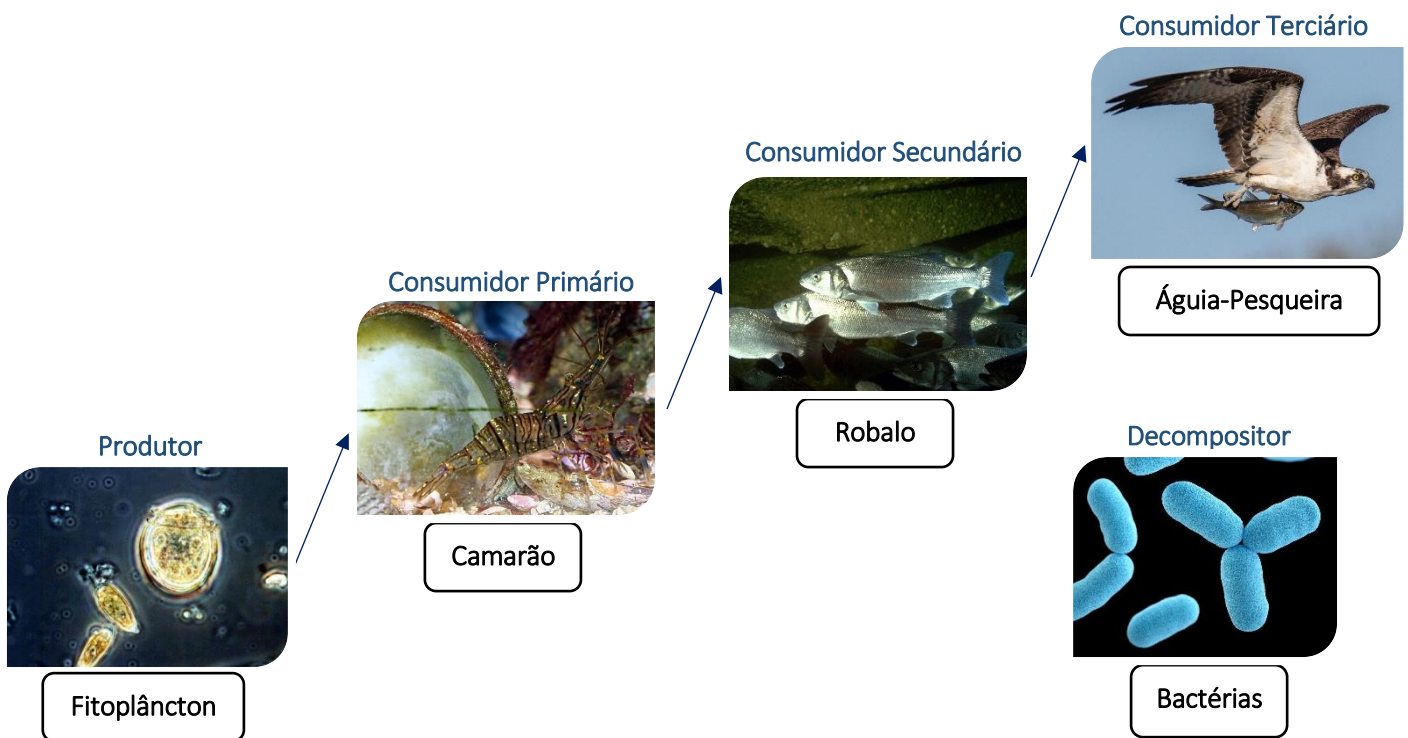 Produtor
Fitoplâncton
Consumidor Primário
Camarão
Consumidor Secundário
Robalo
Consumidor Terciário
Águia-Pesqueira
Decompositor
Bactérias